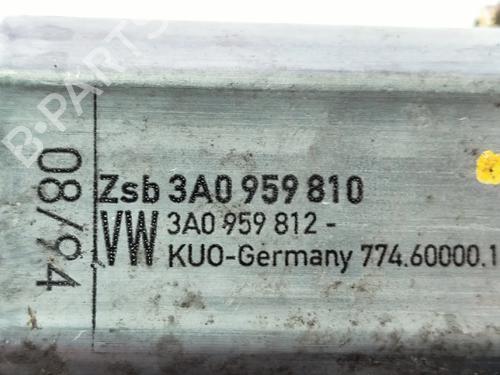 B-PARTS
08/94
Zsb 3A0 959 810
VW 3A0 959 812 -
KUO-Germany 774.60000.1